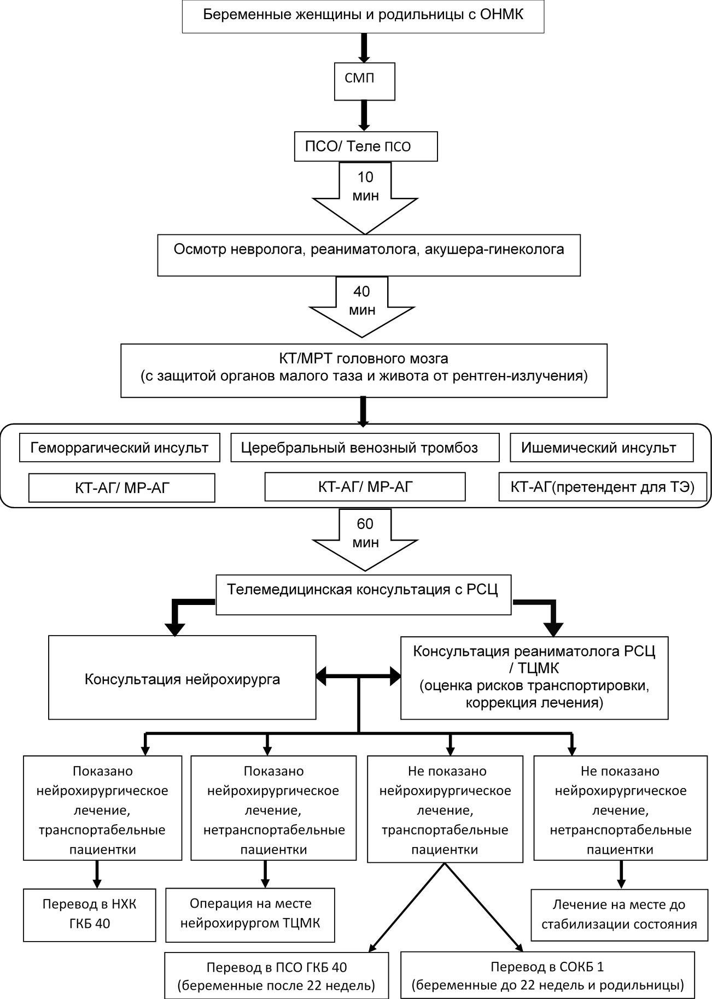 Беременные женщины и родильницы с ОНМК
СМП
ПСО/ Теле ПСО
10
мин
Осмотр невролога, реаниматолога, акушера-гинеколога
40
мин
КТ/МРТ головного мозга
(с защитой органов малого таза и живота от рентген-излучения)
Геморрагический инсульт
Церебральный венозный тромбоз
Ишемический инсульт
КТ-АГ/ МР-АГ
КТ-АГ/ МР-АГ
КТ-АГ(претендент для ТЭ)
60
мин
Телемедицинская консультация с РСЦ
Консультация нейрохирурга
Консультация реаниматолога РСЦ
/ ТЦМК
(оценка рисков транспортировки,
коррекция лечения)
Показано
нейрохирургическое
лечение,
транспортабельные
пациентки
Показано
нейрохирургическое
лечение,
нетранспортабельные
пациентки
Не показано
нейрохирургическое
лечение,
транспортабельные
пациентки
Не показано
нейрохирургическое
лечение,
нетранспортабельные
пациентки
Перевод в НХК
ГКБ 40
Операция на месте
нейрохирургом ТЦМК
Лечение на месте до
стабилизации состояния
Перевод в ПСО ГКБ 40
(беременные после 22 недель)
Перевод в СОКБ 1
(беременные до 22 недель и родильницы)